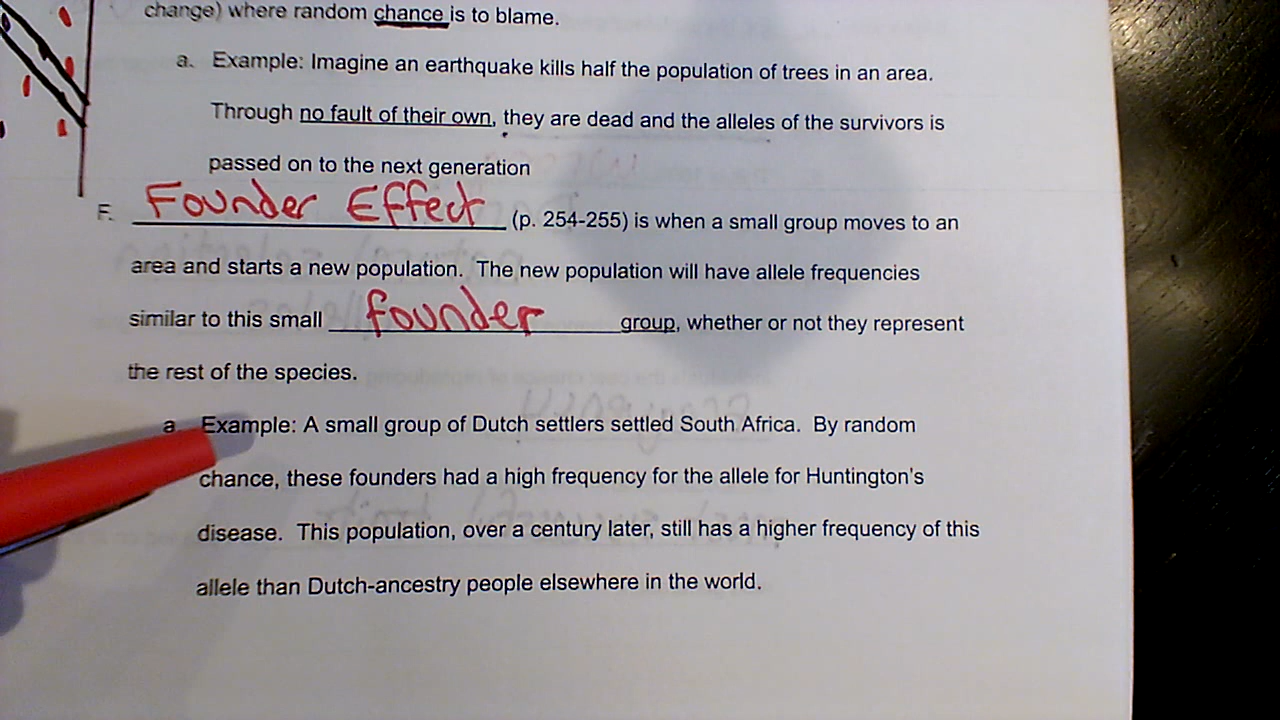 change) where random chance is to blame.
a. Example: Imagine an earthquake kills half the population of trees in an area.
Through no fault of their own, they are dead and the alleles of the survivors is
passed on to the next generation
F. Founder Effect (p. 254-255) is when a small group moves to an
area and starts a new population. The new population will have allele frequencies
similar to this small founder group, whether or not they represent
the rest of the species.
a Example: A small group of Dutch settlers settled South Africa. By random
chance, these founders had a high frequency for the allele for Huntington's
disease. This population, over a century later, still has a higher frequency of this
allele than Dutch-ancestry people elsewhere in the world.